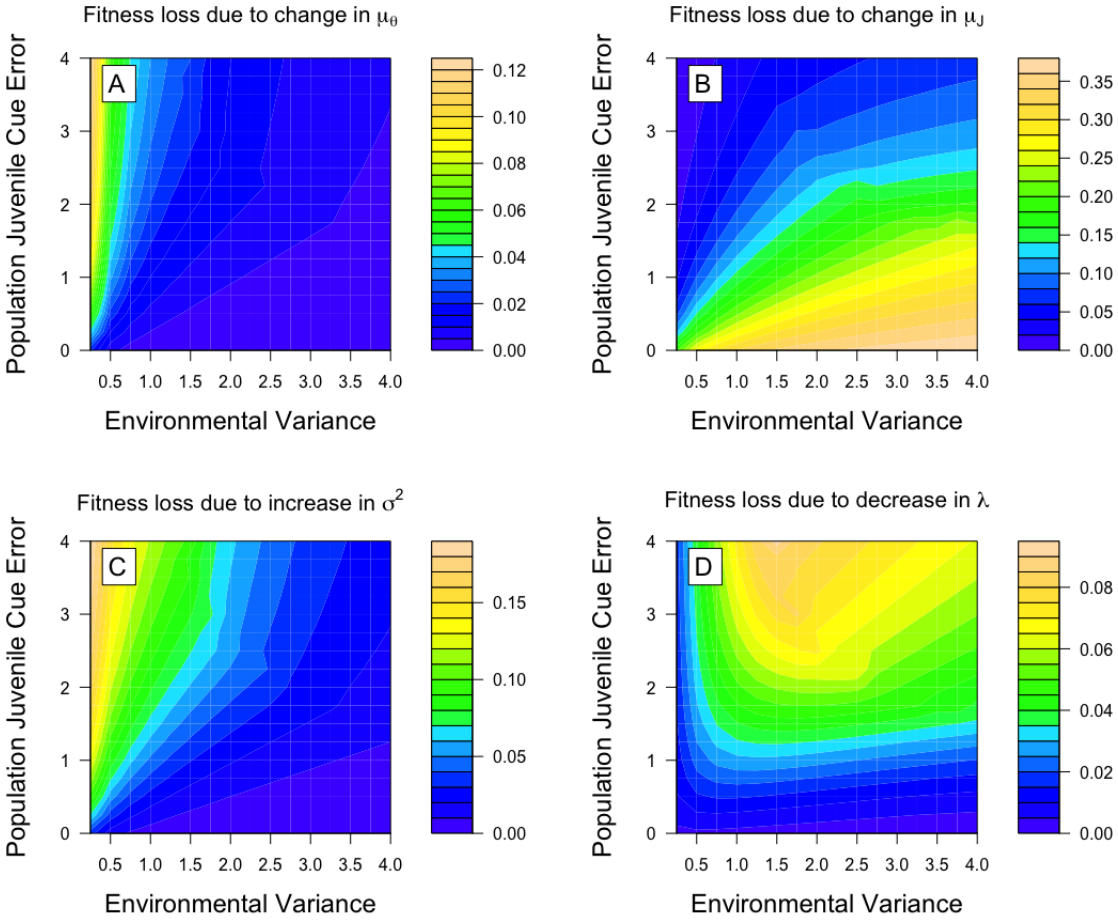 Fitness loss due to change in μθ
Population Juvenile Cue Error
A
4
3
2
1
0
0.5 1.0 1.5 2.0 2.5 3.0 3.5 4.0
Environmental Variance
0.12
0.10
0.08
0.06
0.04
0.02
0.00
Fitness loss due to change in μJ
Population Juvenile Cue Error
B
4
3
2
1
0
0.5 1.0 1.5 2.0 2.5 3.0 3.5 4.0
Environmental Variance
0.35
0.30
0.25
0.20
0.15
0.10
0.05
0.00
Fitness loss due to increase in σ²
Population Juvenile Cue Error
C
4
3
2
1
0
0.5 1.0 1.5 2.0 2.5 3.0 3.5 4.0
Environmental Variance
0.15
0.10
0.05
0.00
Fitness loss due to decrease in λ
Population Juvenile Cue Error
D
4
3
2
1
0
0.5 1.0 1.5 2.0 2.5 3.0 3.5 4.0
Environmental Variance
0.08
0.06
0.04
0.02
0.00